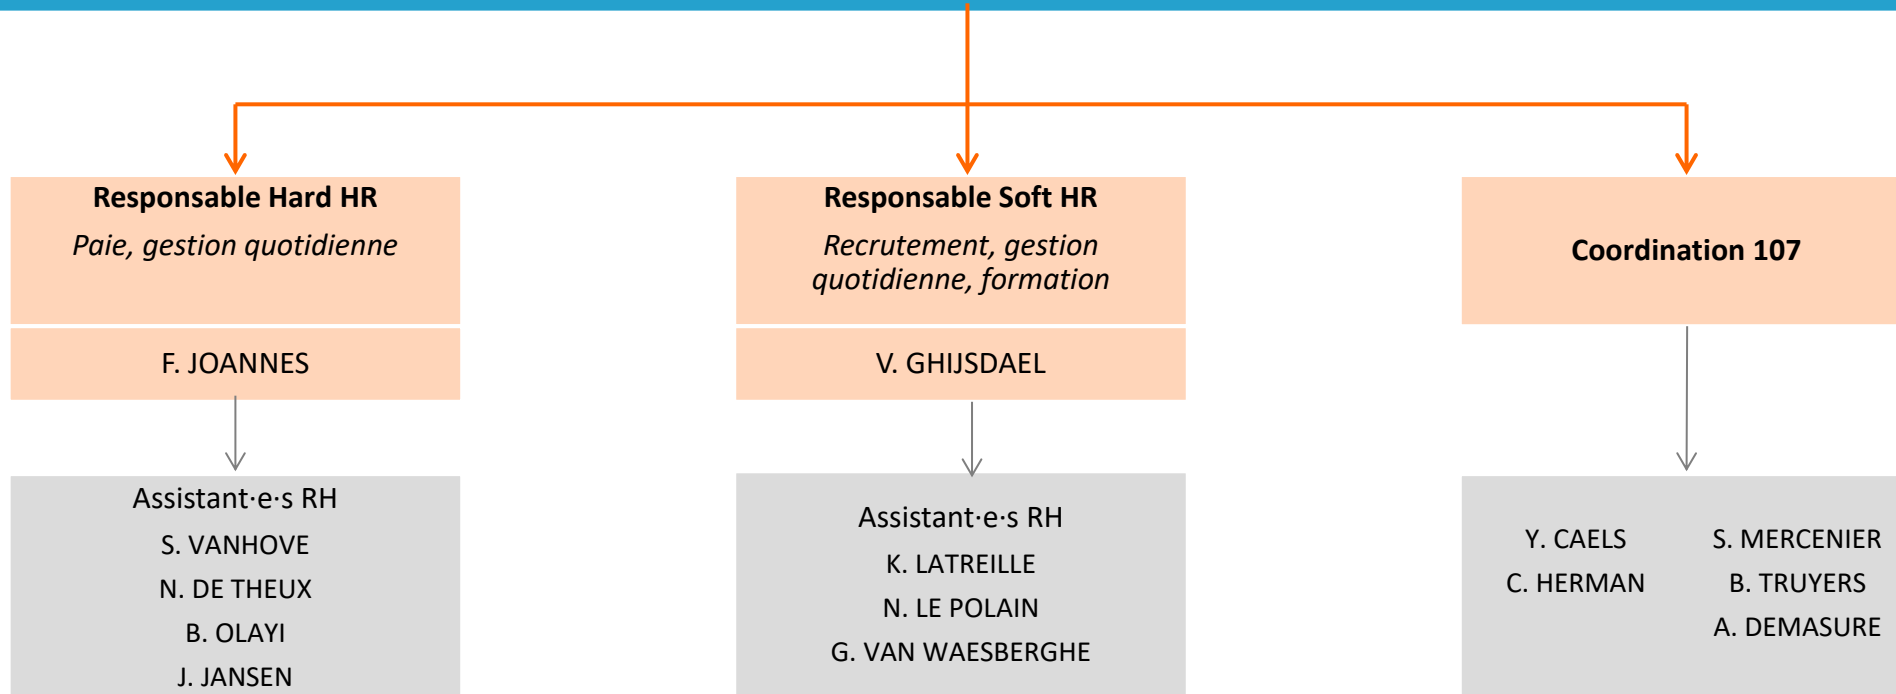 Responsable Hard HR
Paie, gestion quotidienne
F. JOANNES
Assistant·e·s RH
S. VANHOVE
N. DE THEUX
B. OLAYI
J. JANSEN
Responsable Soft HR
Recrutement, gestion
quotidienne, formation
V. GHIJSDAEL
Assistant·e·s RH
K. LATREILLE
N. LE POLAIN
G. VAN WAESBERGHE
Coordination 107
Y. CAELS
C. HERMAN
S. MERCENIER
B. TRUYERS
A. DEMASURE